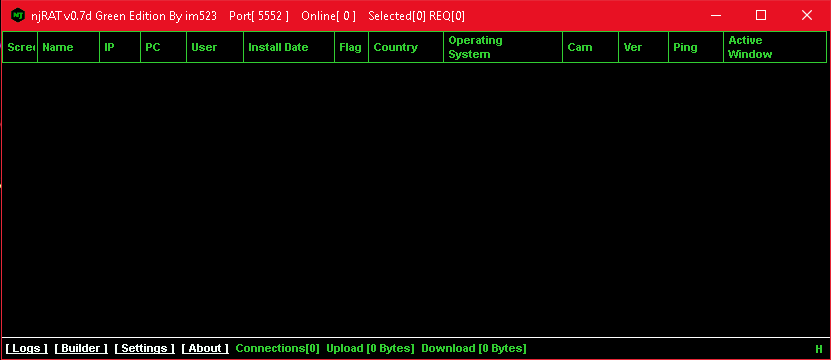 NJ njRAT v0.7d Green Edition By im523 Port[ 5552 ] Online[ 0 ] Selected[0] REQ[0]
Scree Name IP PC User Install Date Flag Country Operating System Cam Ver Ping Active Window
[ Logs ] [ Builder ] [ Settings ] [ About ] Connections[0] Upload [0 Bytes] Download [0 Bytes] H